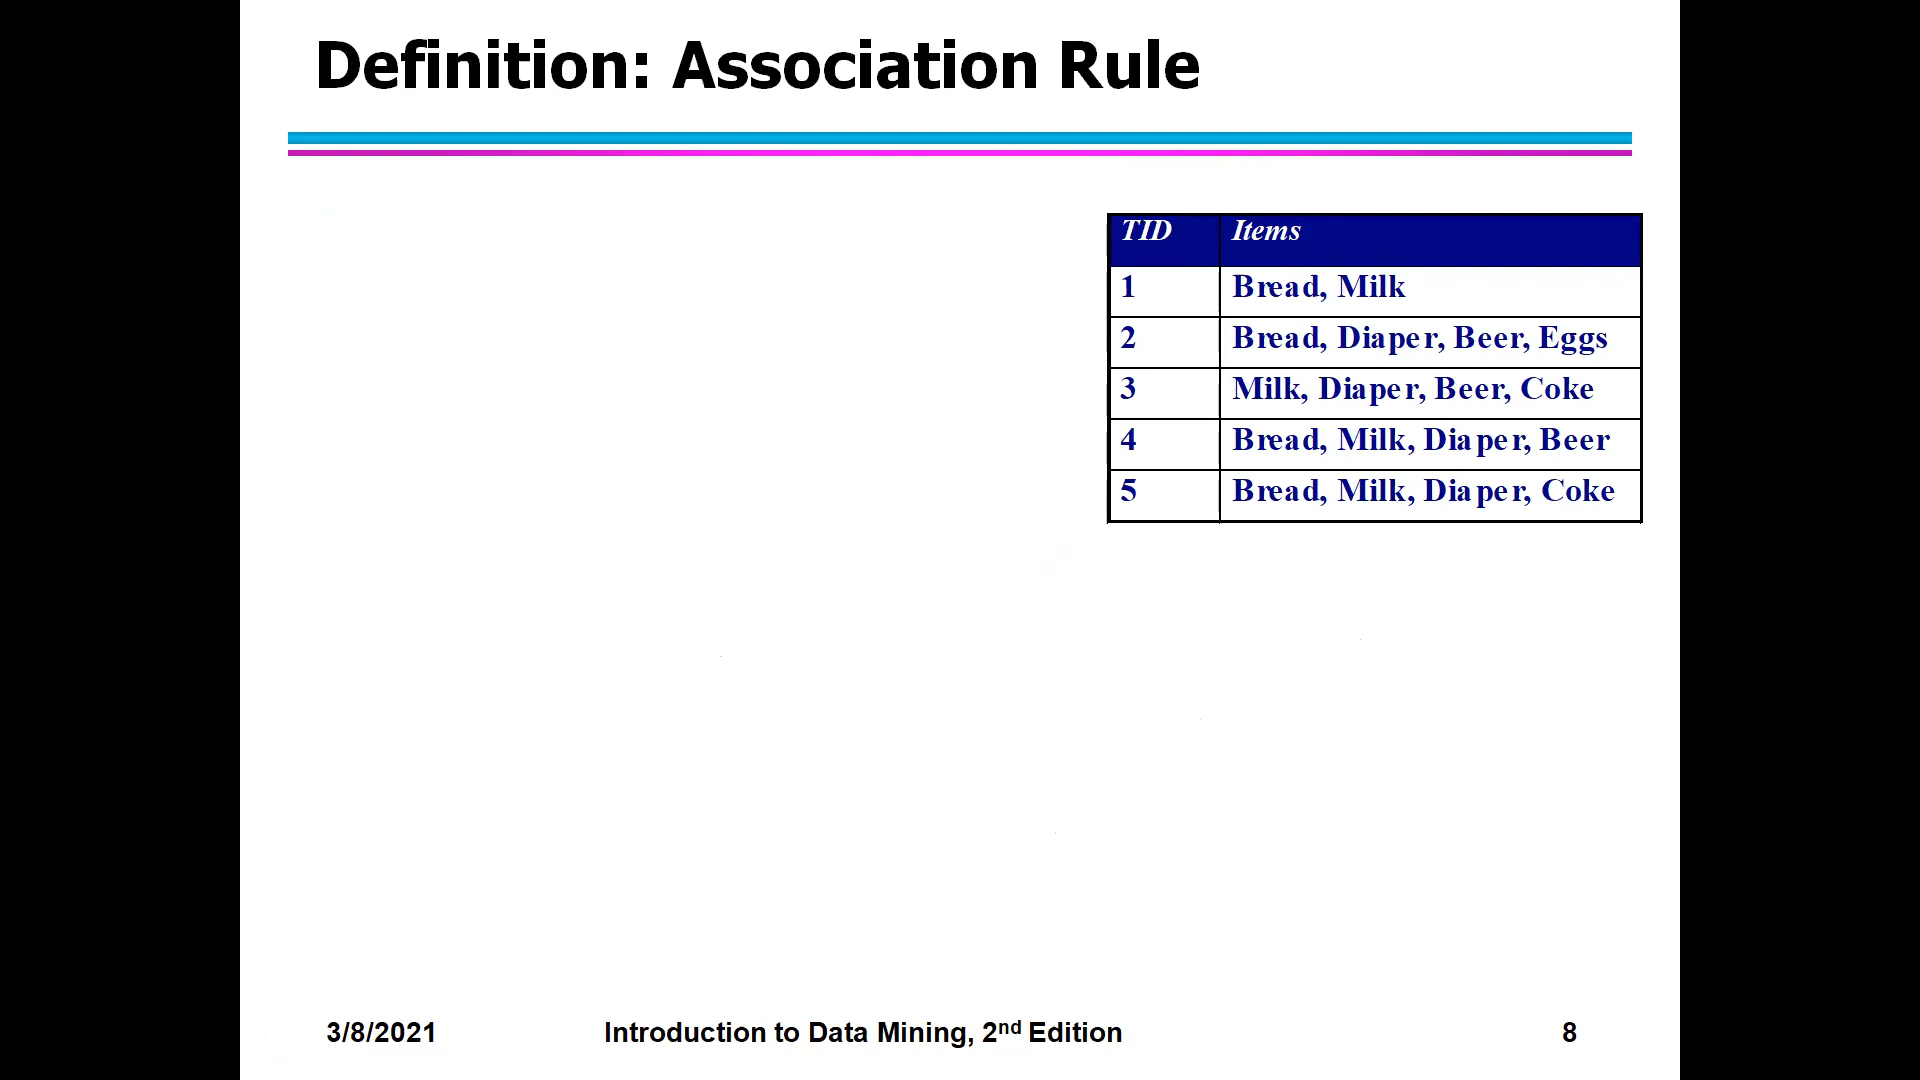 Definition: Association Rule
TID Items
1 Bread, Milk
2 Bread, Diaper, Beer, Eggs
3 Milk, Diaper, Beer, Coke
4 Bread, Milk, Diaper, Beer
5 Bread, Milk, Diaper, Coke
3/8/2021 Introduction to Data Mining, 2nd Edition 8